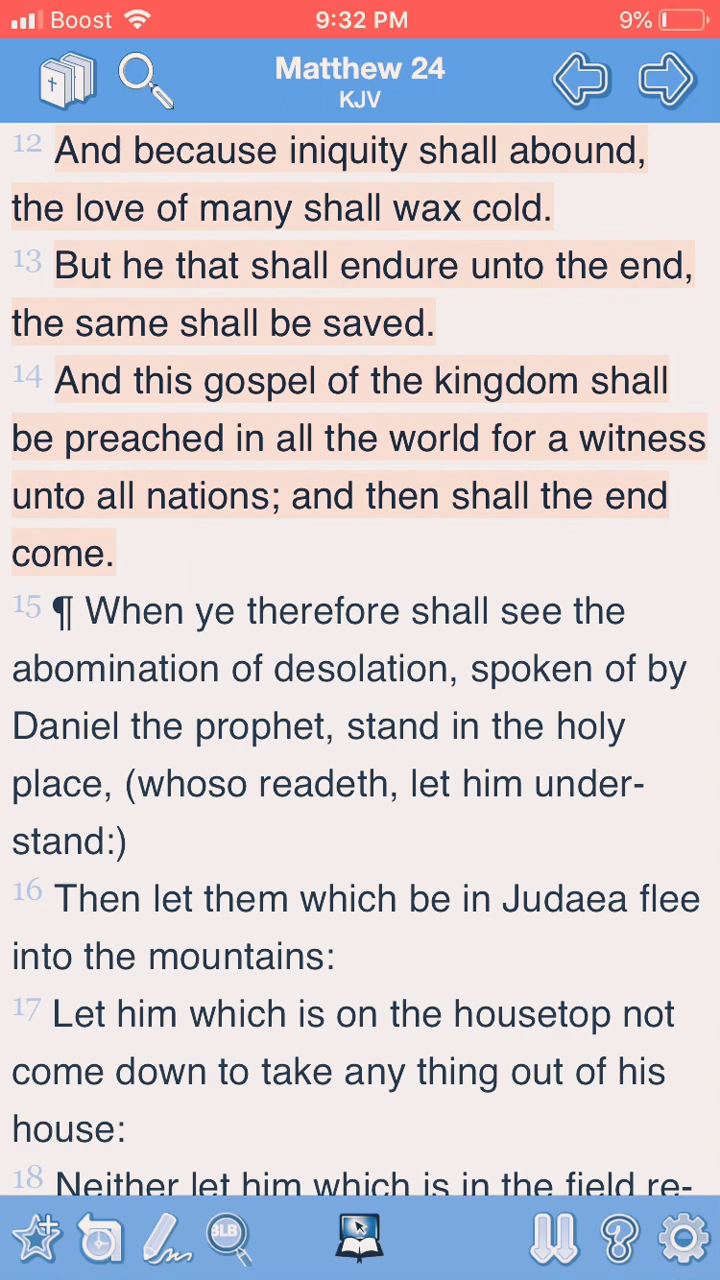 Boost 9:32 PM 9%
Matthew 24
KJV
12 And because iniquity shall abound,
the love of many shall wax cold.
13 But he that shall endure unto the end,
the same shall be saved.
14 And this gospel of the kingdom shall
be preached in all the world for a witness
unto all nations; and then shall the end
come.
15 ¶ When ye therefore shall see the
abomination of desolation, spoken of by
Daniel the prophet, stand in the holy
place, (whoso readeth, let him under-
stand:)
16 Then let them which be in Judaea flee
into the mountains:
17 Let him which is on the housetop not
come down to take any thing out of his
house:
18 Neither let him which is in the field re-
BLB